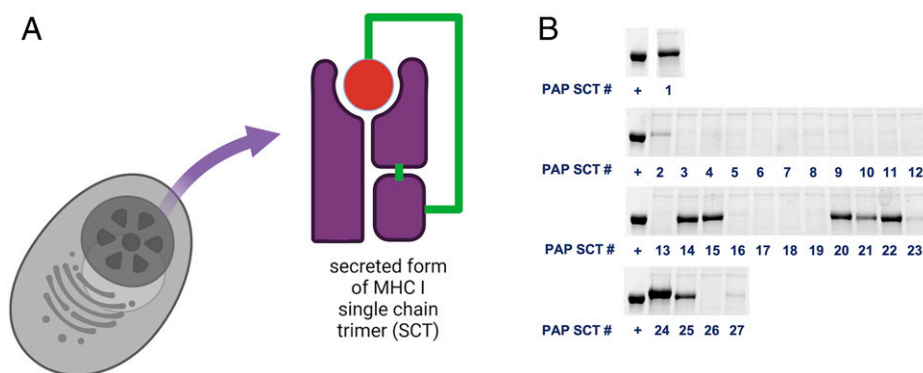 A
secreted form
of MHC I
single chain
trimer (SCT)
B
PAP SCT # + 1
PAP SCT # + 2 3 4 5 6 7 8 9 10 11 12
PAP SCT # + 13 14 15 16 17 18 19 20 21 22 23
PAP SCT # + 24 25 26 27